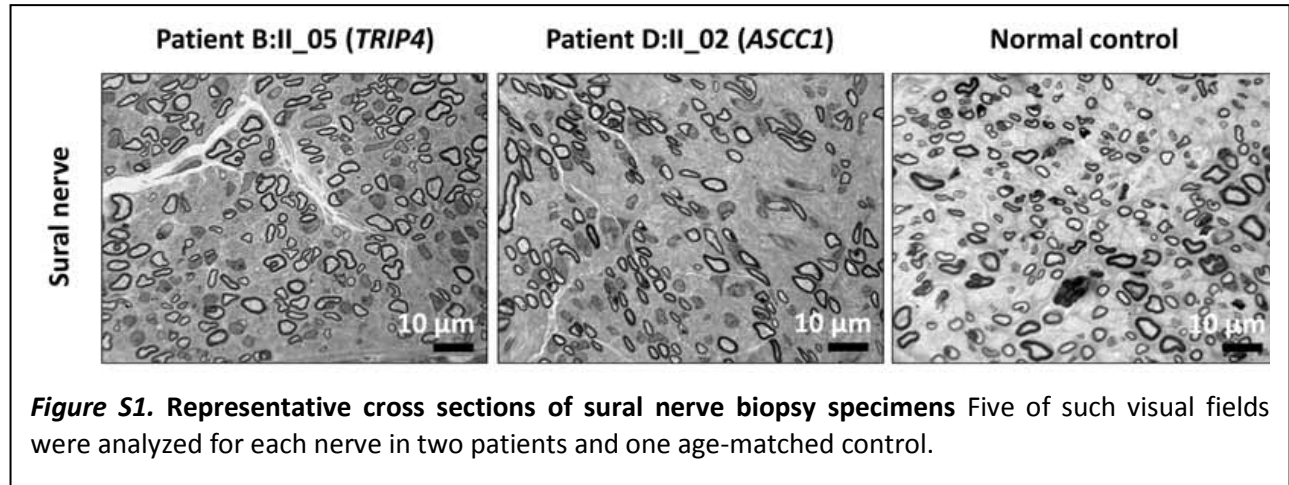 Patient B:II_05 (TRIP4) Patient D:II_02 (ASCC1) Normal control
Sural nerve
10 µm 10 µm 10 µm
Figure S1. Representative cross sections of sural nerve biopsy specimens Five of such visual fields
were analyzed for each nerve in two patients and one age-matched control.